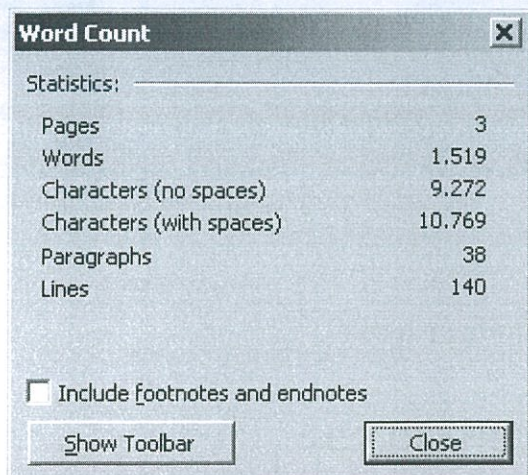 Word Count
Statistics:
Pages 3
Words 1.519
Characters (no spaces) 9.272
Characters (with spaces) 10.769
Paragraphs 38
Lines 140
Include footnotes and endnotes
Show Toolbar Close